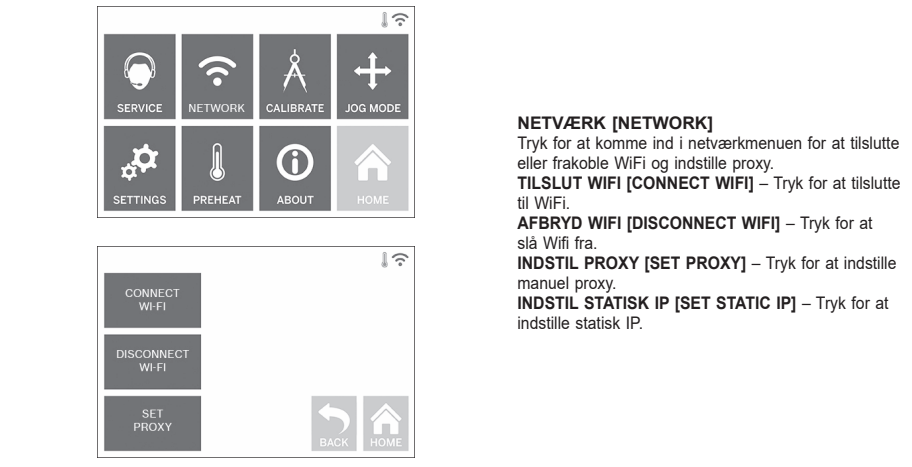 SERVICE
NETWORK
CALIBRATE
JOG MODE
SETTINGS
PREHEAT
ABOUT
HOME
CONNECT
WI-FI
DISCONNECT
WI-FI
SET
PROXY
BACK
HOME
NETVÆRK [NETWORK]
Tryk for at komme ind i netværkmenuen for at tilslutte
eller frakoble WiFi og indstille proxy.
TILSLUT WIFI [CONNECT WIFI] – Tryk for at tilslutte
til WiFi.
AFBRYD WIFI [DISCONNECT WIFI] – Tryk for at
slå Wifi fra.
INDSTIL PROXY [SET PROXY] – Tryk for at indstille
manuel proxy.
INDSTIL STATISK IP [SET STATIC IP] – Tryk for at
indstille statisk IP.